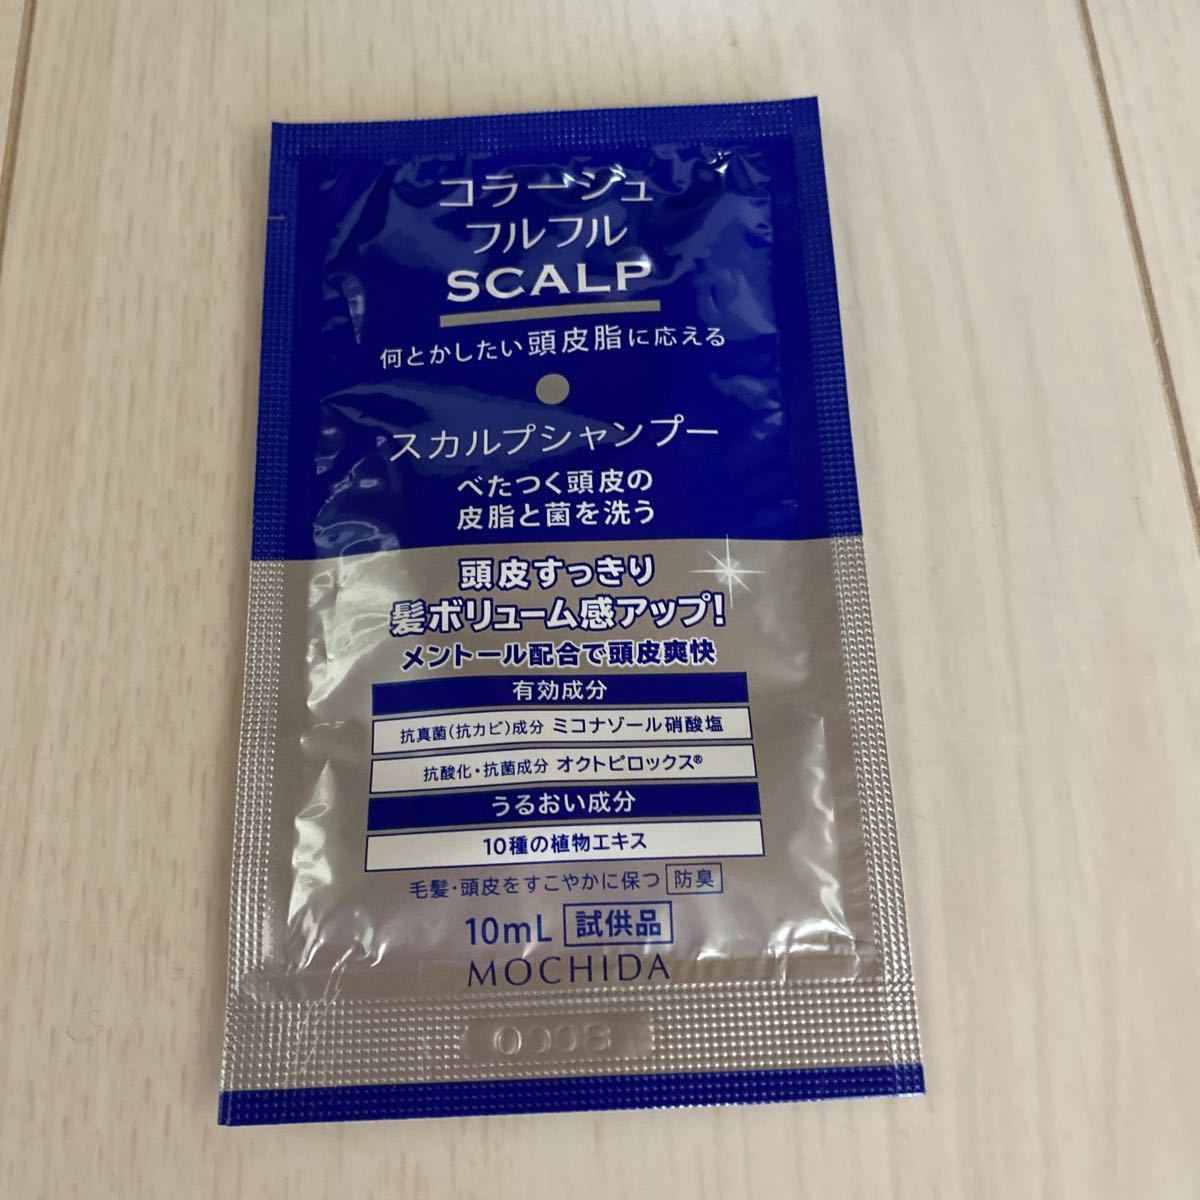 コラージュ
フルフル
SCALP
何とかしたい頭皮脂に応える
スカルプシャンプー
べたつく頭皮の
皮脂と菌を洗う
頭皮すっきり
髪ボリューム感アップ!
メントール配合で頭皮爽快
有効成分
抗真菌(抗カビ)成分 ミコナゾール硝酸塩
抗酸化・抗菌成分 オクトピロックス®
うるおい成分
10種の植物エキス
毛髪・頭皮をすこやかに保つ 防臭
10mL 試供品
MOCHIDA